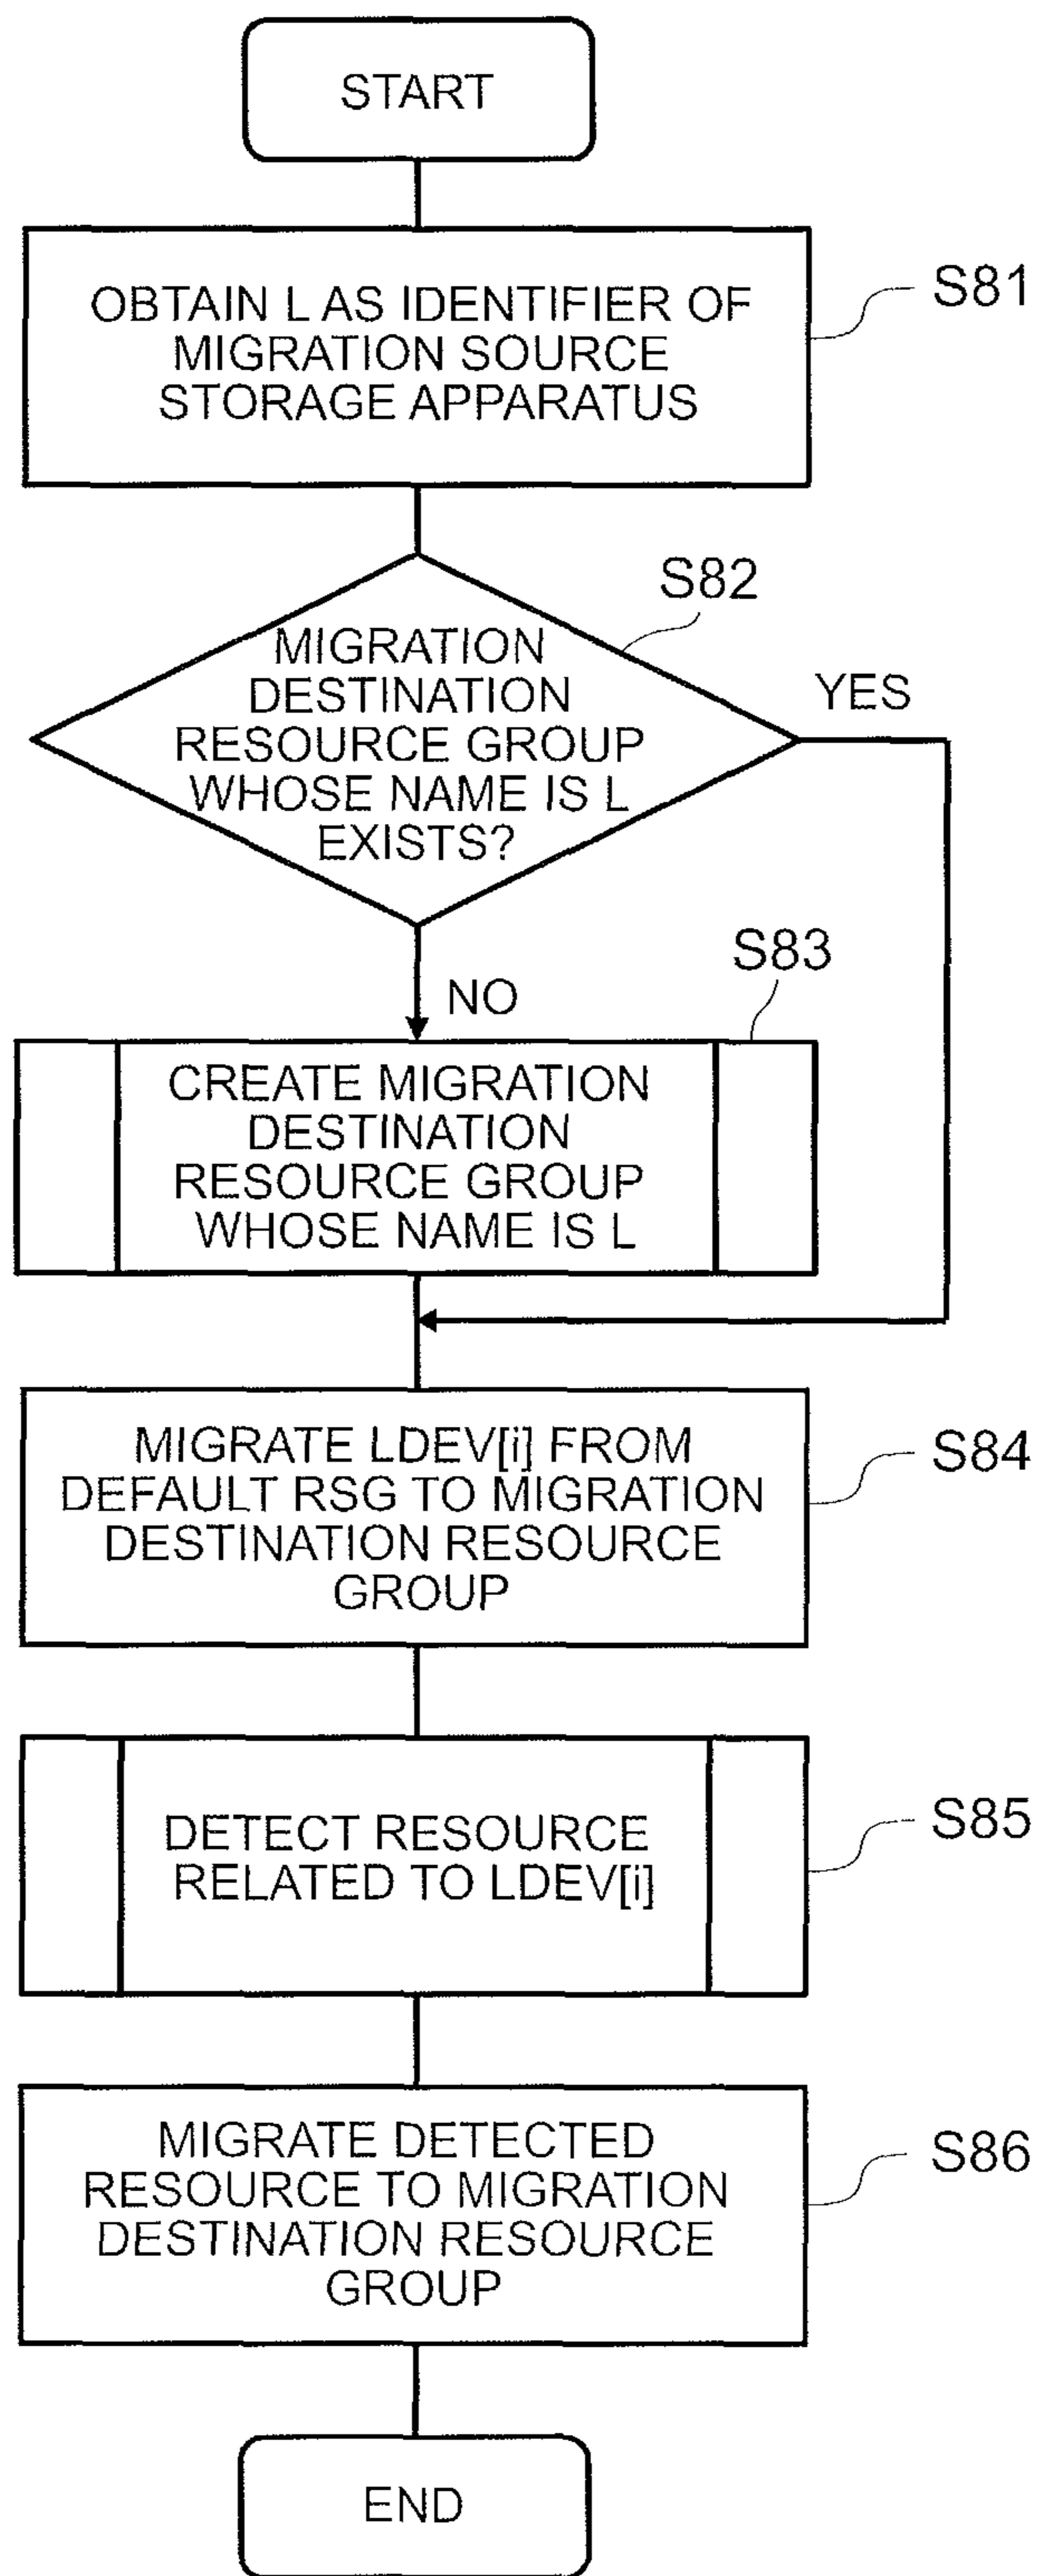 START
OBTAIN L AS IDENTIFIER OF
MIGRATION SOURCE
STORAGE APPARATUS
S81
S82
MIGRATION
DESTINATION
RESOURCE GROUP
WHOSE NAME IS L
EXISTS?
YES
NO
S83
CREATE MIGRATION
DESTINATION
RESOURCE GROUP
WHOSE NAME IS L
MIGRATE LDEV[i] FROM
DEFAULT RSG TO MIGRATION
DESTINATION RESOURCE
GROUP
S84
DETECT RESOURCE
RELATED TO LDEV[i]
S85
MIGRATE DETECTED
RESOURCE TO MIGRATION
DESTINATION RESOURCE
GROUP
S86
END